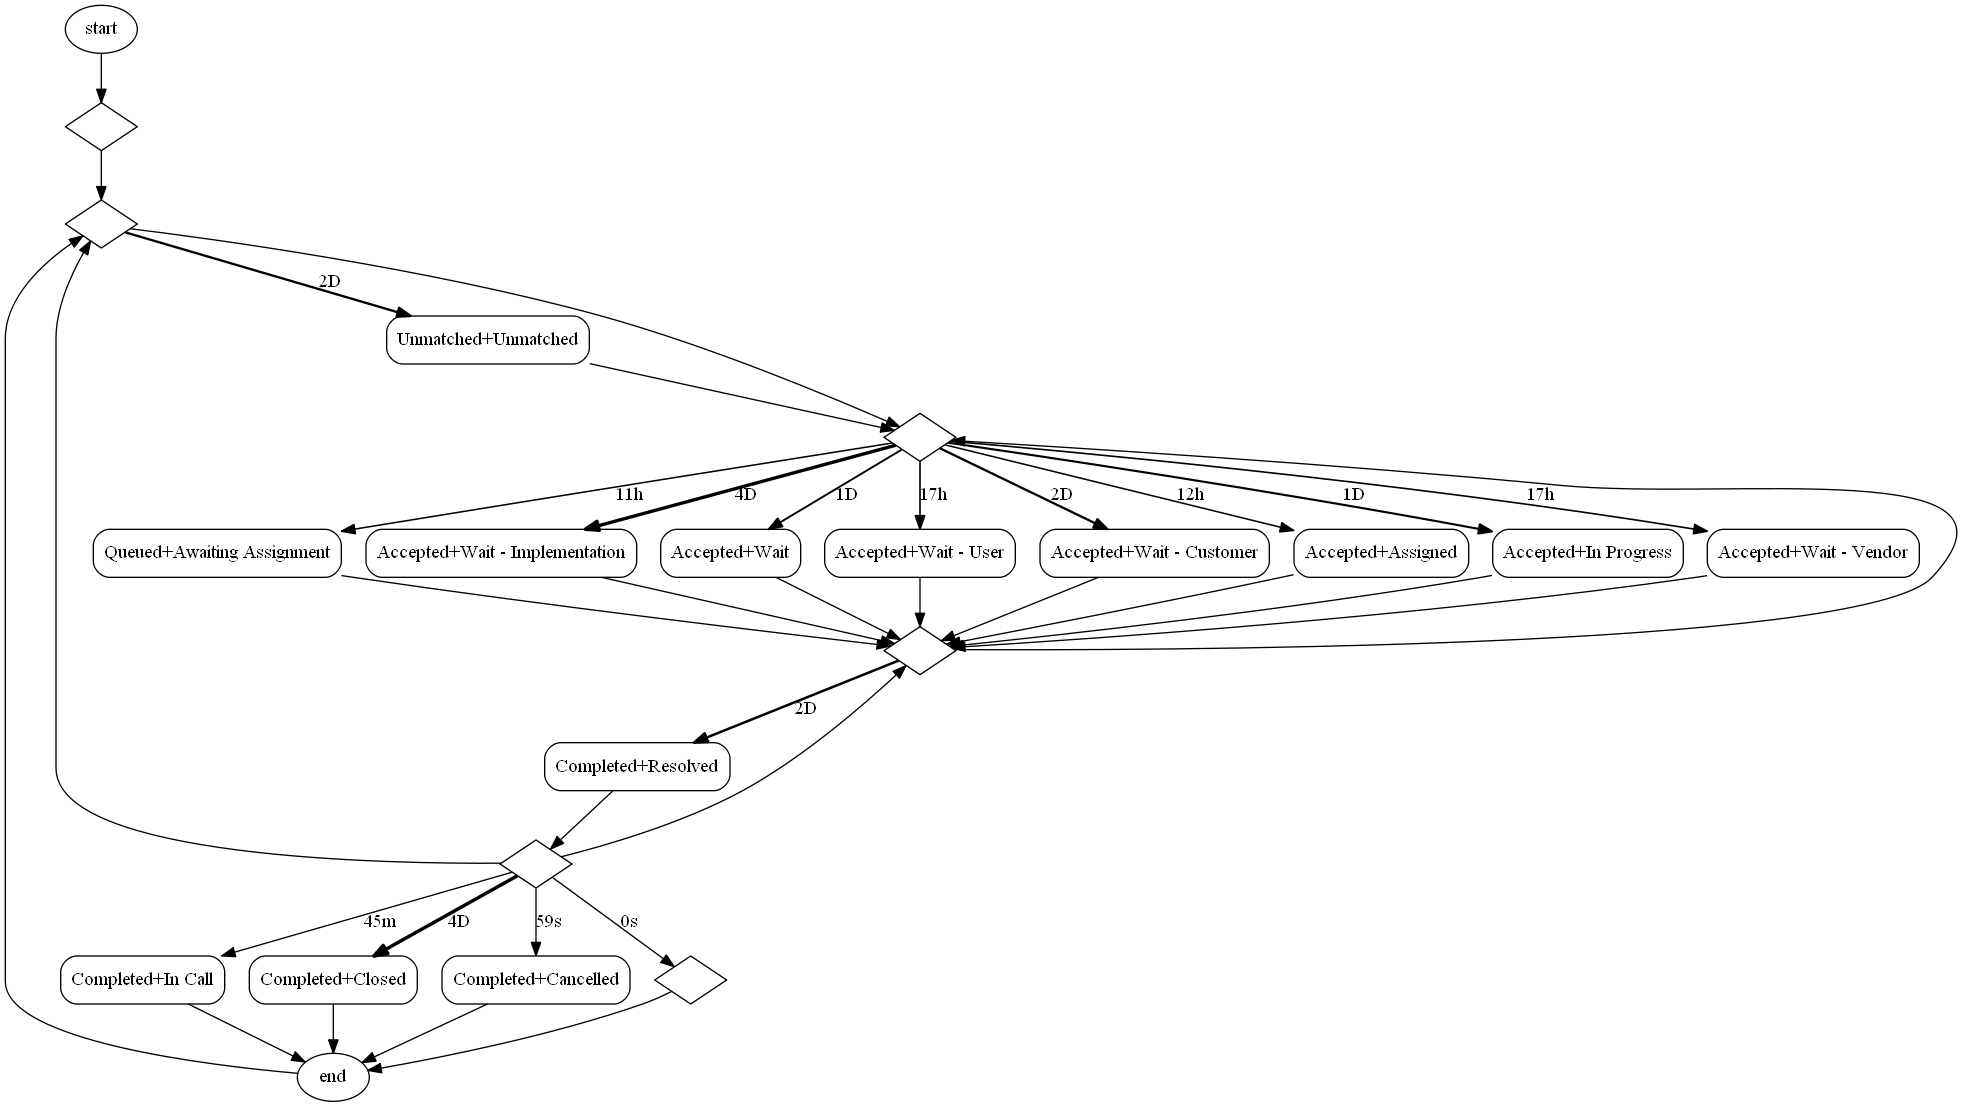 start
2D
Unmatched+Unmatched
11h
4D
1D
17h
2D
12h
1D
17h
Queued+Awaiting Assignment
Accepted+Wait - Implementation
Accepted+Wait
Accepted+Wait - User
Accepted+Wait - Customer
Accepted+Assigned
Accepted+In Progress
Accepted+Wait - Vendor
2D
Completed+Resolved
45m
4D
59s
0s
Completed+In Call
Completed+Closed
Completed+Cancelled
end